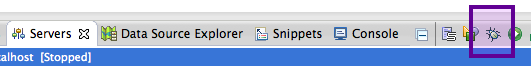 Servers Data Source Explorer Snippets Console
alhost [Stopped]